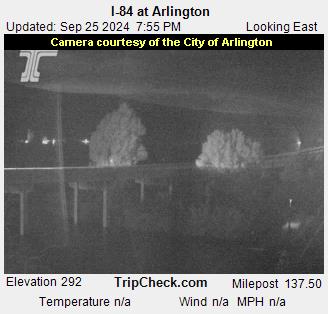 I-84 at Arlington
Updated: Sep 25 2024 7:55 PM Looking East
Camera courtesy of the City of Arlington
Elevation 292 TripCheck.com Milepost 137.50
Temperature n/a Wind n/a MPH n/a